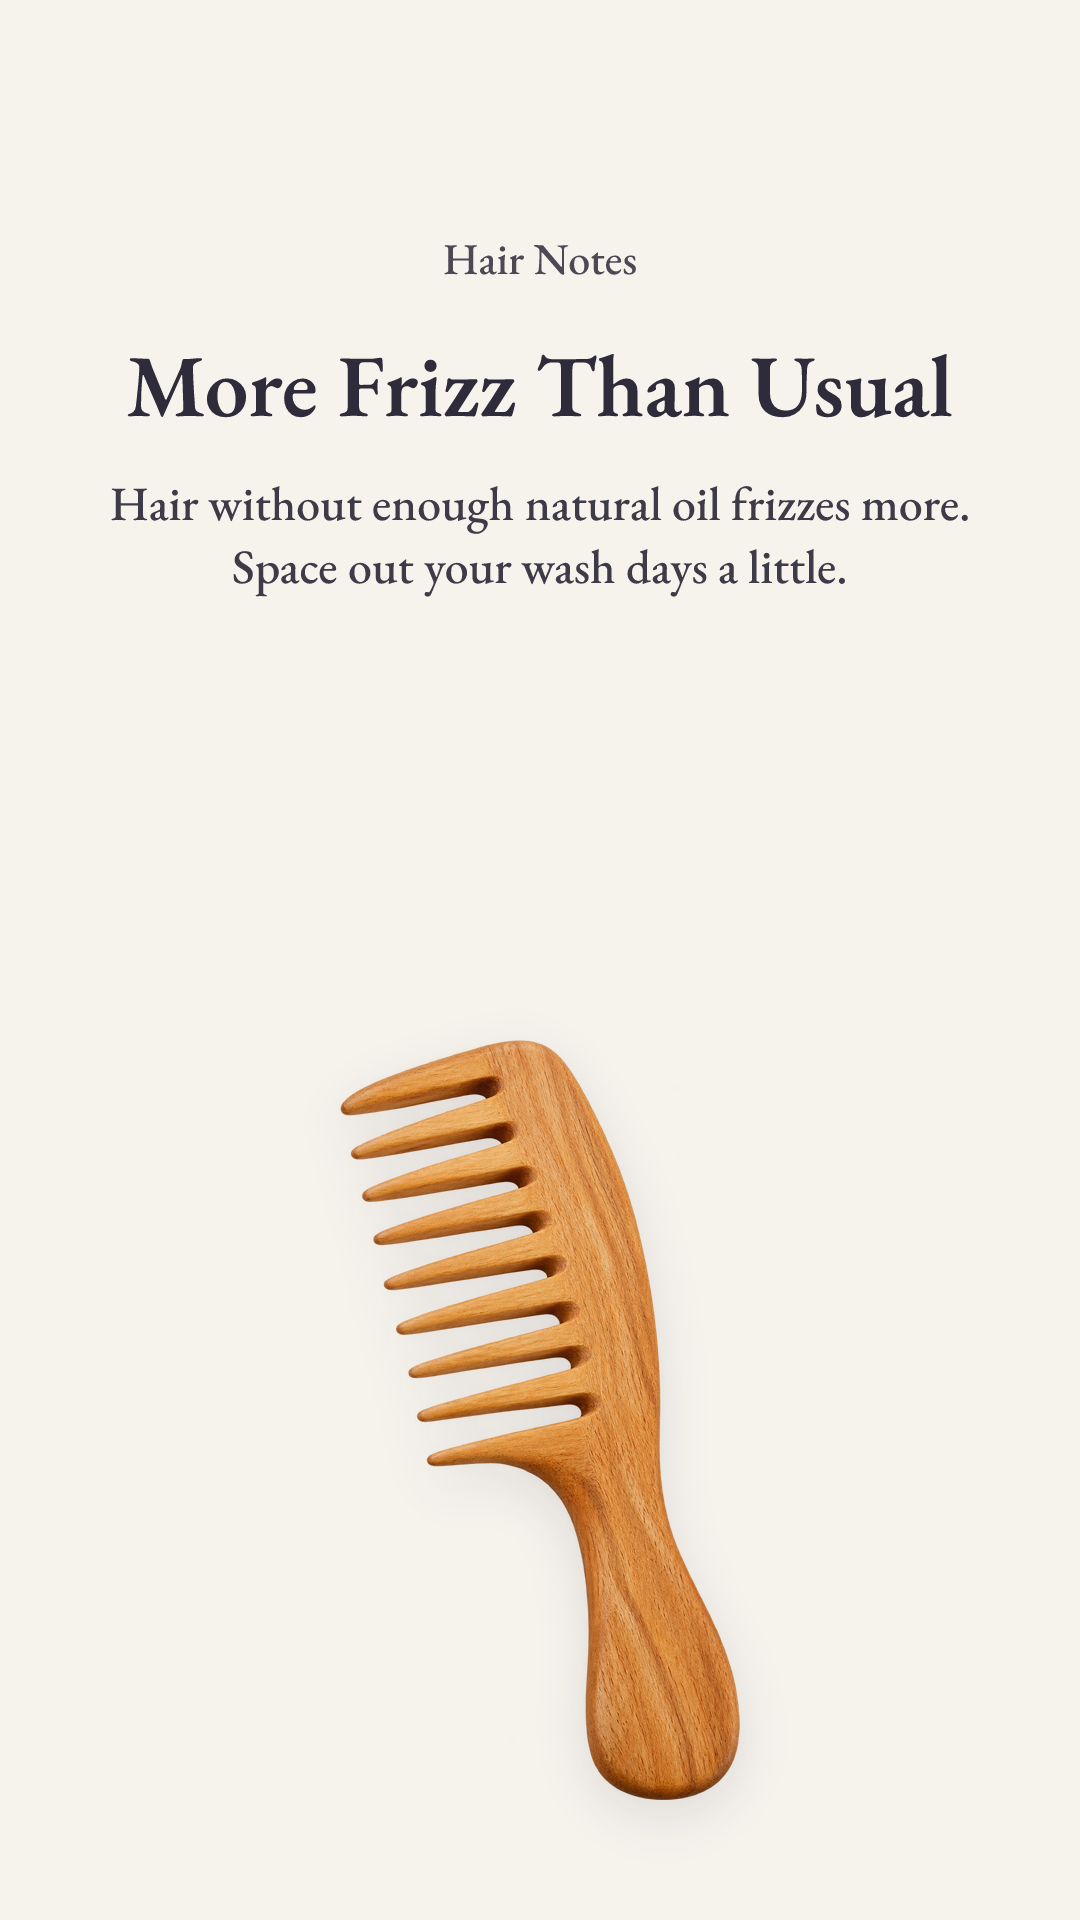 Hair Notes
More Frizz Than Usual
Hair without enough natural oil frizzes more.
Space out your wash days a little.